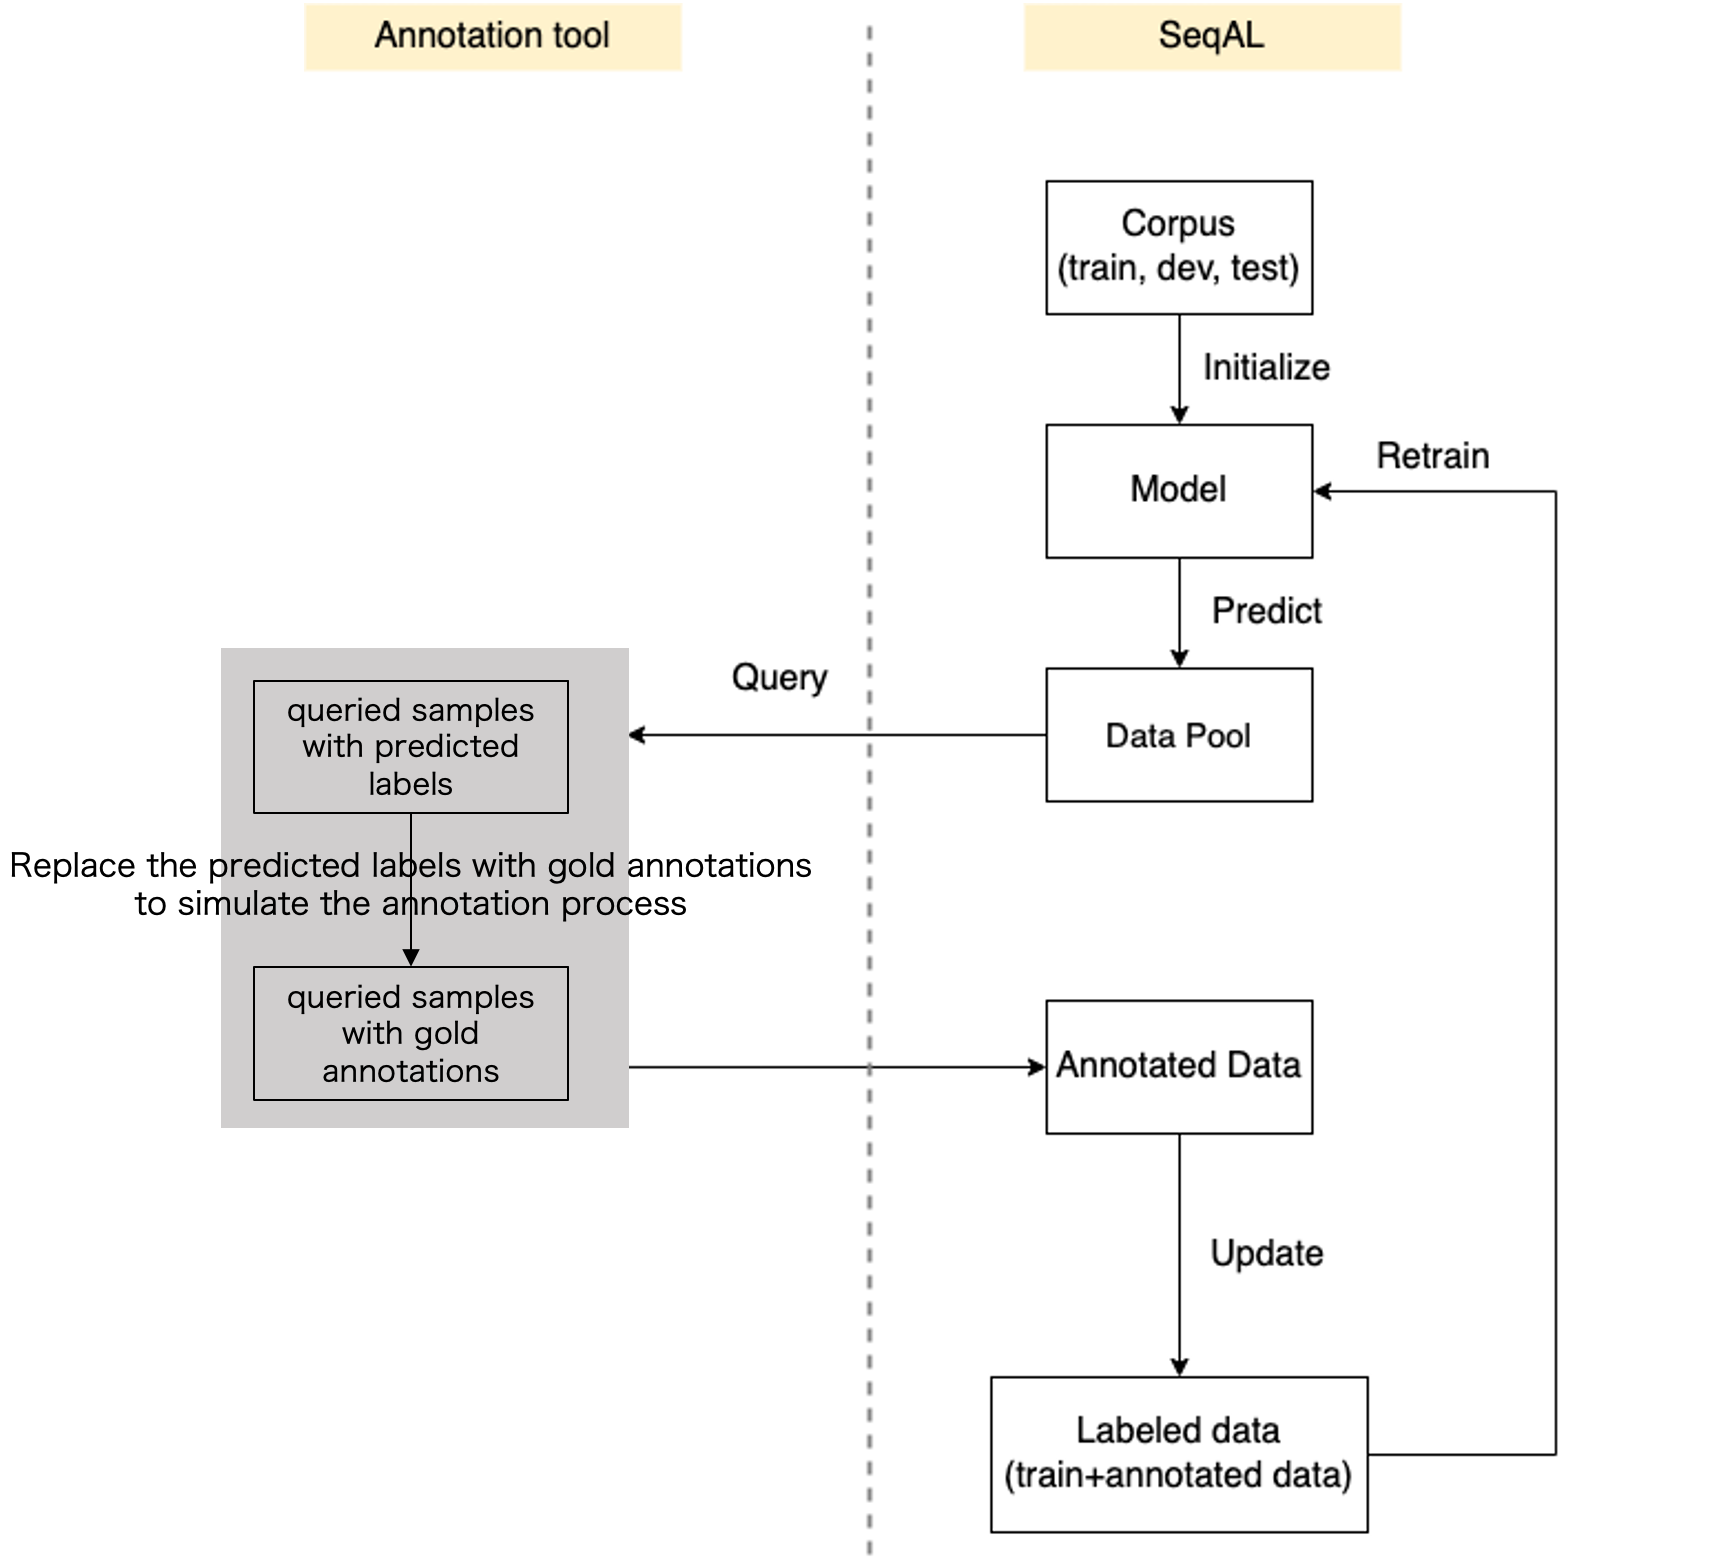 Annotation tool
SeqAL
Corpus
(train, dev, test)
Initialize
Model
Retrain
Predict
Data Pool
Query
queried samples
with predicted
labels
Replace the predicted labels with gold annotations
to simulate the annotation process
queried samples
with gold
annotations
Annotated Data
Update
Labeled data
(train+annotated data)